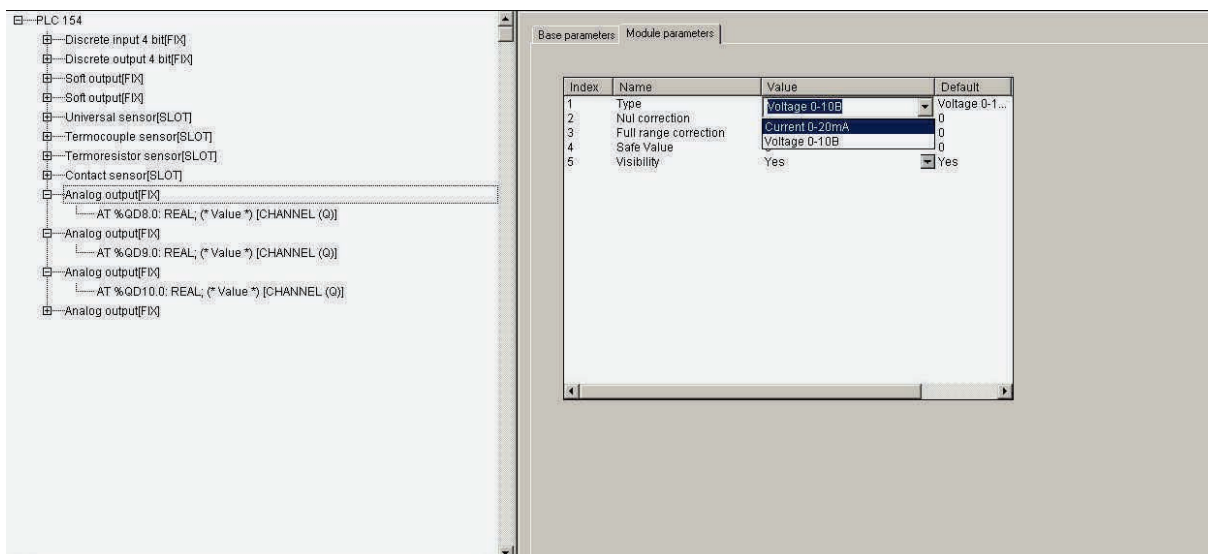 PLC 154
Discrete input 4 bit[FIX]
Discrete output 4 bit[FIX]
Soft output[FIX]
Soft output[FIX]
Universal sensor[SLOT]
Termocouple sensor[SLOT]
Termoresistor sensor[SLOT]
Contact sensor[SLOT]
Analog output[FIX]
AT %QD8.0: REAL; (* Value *) [CHANNEL (Q)]
Analog output[FIX]
AT %QD9.0: REAL; (* Value *) [CHANNEL (Q)]
Analog output[FIX]
AT %QD10.0: REAL; (* Value *) [CHANNEL (Q)]
Analog output[FIX]
Base parameters Module parameters
Index Name Value Default
1 Type Voltage 0-10B Voltage 0-1...
2 Nul correction 0
Current 0-20mA
3 Full range correction 0
Voltage 0-10B
4 Safe Value 0
5 Visibility Yes Yes